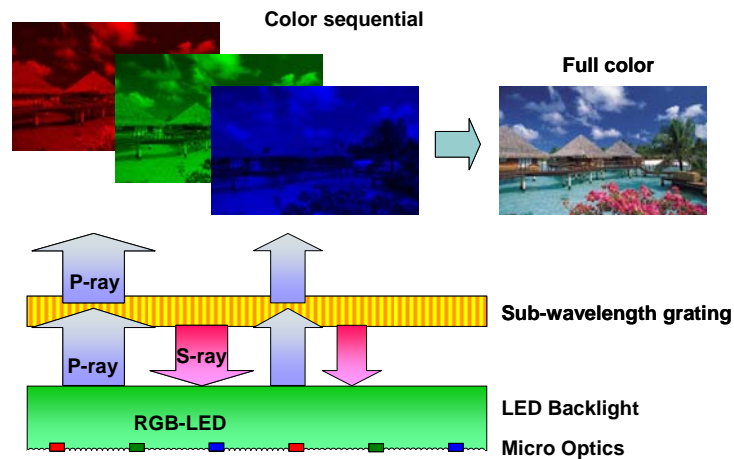 Color sequential
Full color
P-ray
Sub-wavelength grating
P-ray
S-ray
LED Backlight
RGB-LED
Micro Optics